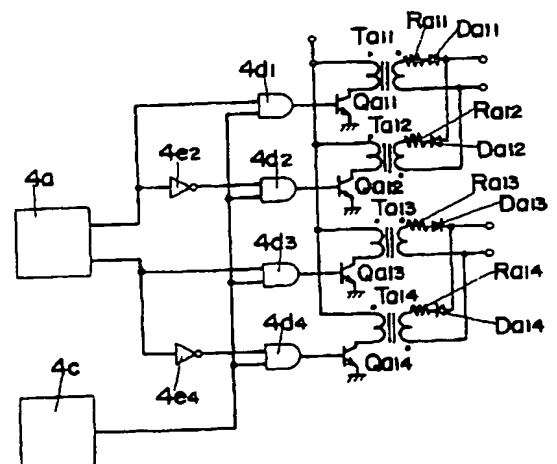 Ra11
Ta11
Da11
4d1
Qa11
Ra12
Ta12
4e2
4d2
Da12
4a
Qa12
Ra13
Ta13
Da13
4d3
Qa13
Ra14
Ta14
4d4
Da14
4e4
Qa14
4c